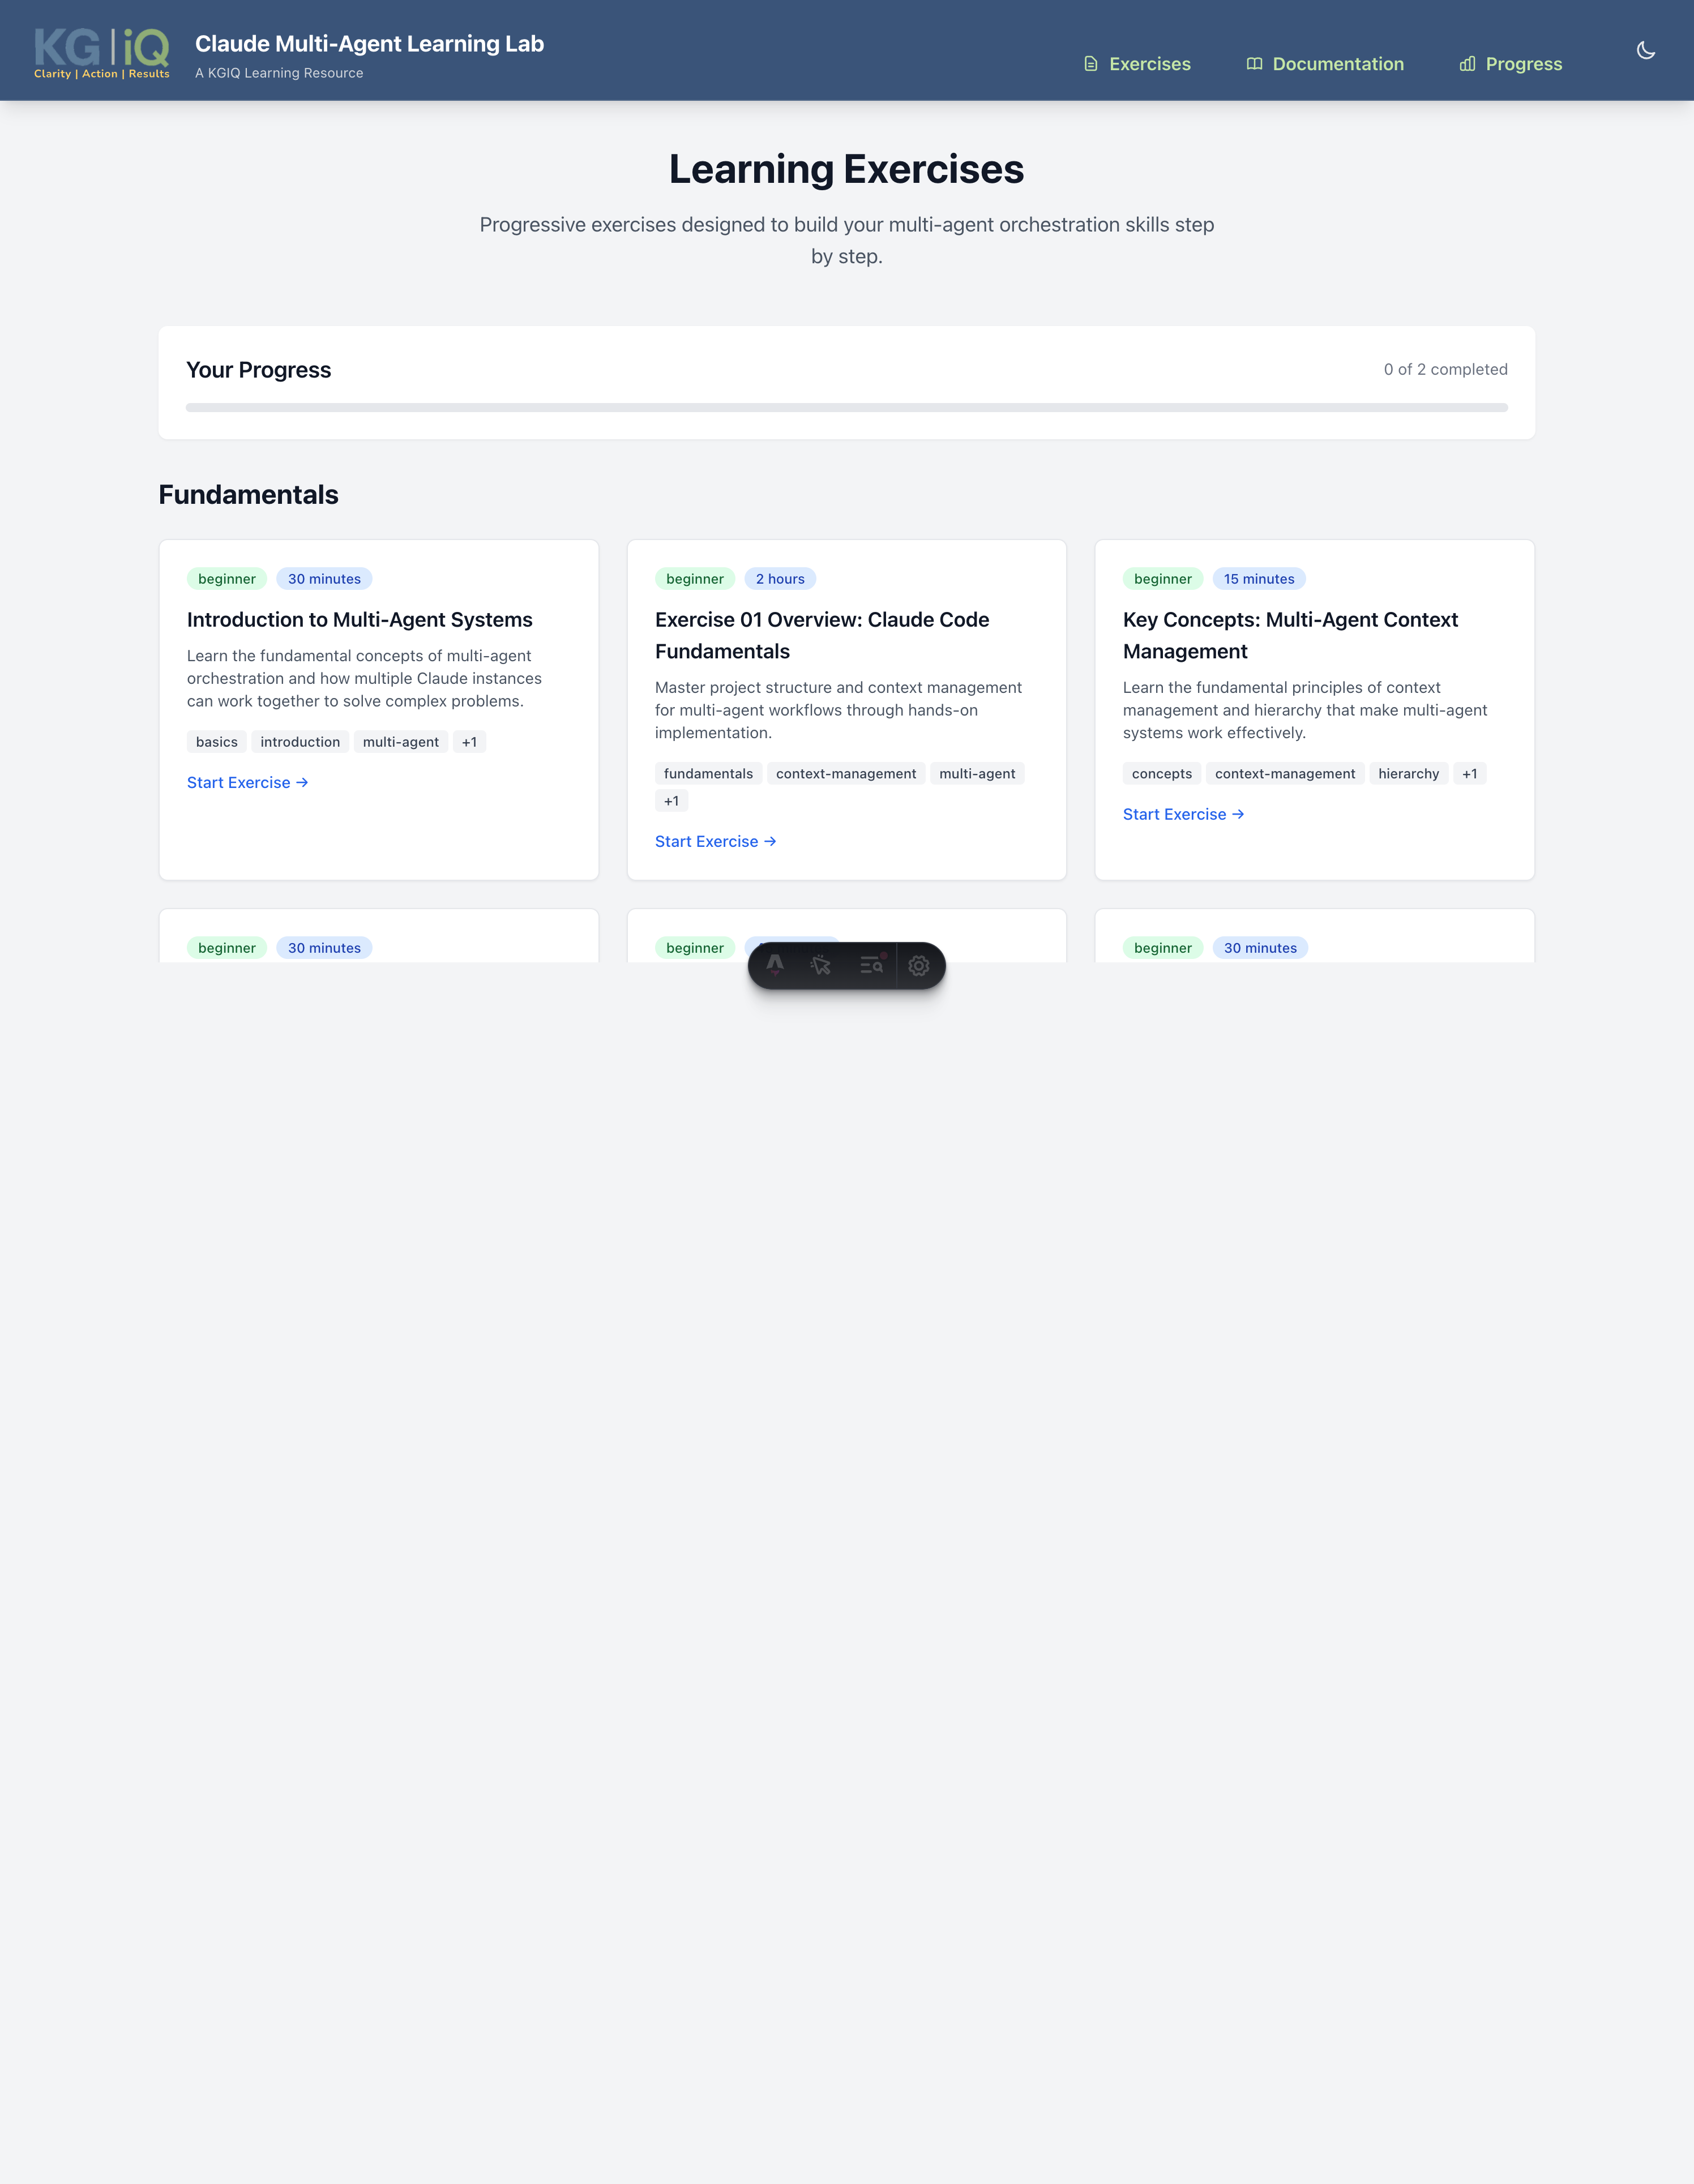 KG|iQ
Clarity | Action | Results
Claude Multi-Agent Learning Lab
A KGIQ Learning Resource
Exercises
Documentation
Progress
Learning Exercises
Progressive exercises designed to build your multi-agent orchestration skills step
by step.
Your Progress
0 of 2 completed
Fundamentals
beginner
30 minutes
Introduction to Multi-Agent Systems
Learn the fundamental concepts of multi-agent
orchestration and how multiple Claude instances
can work together to solve complex problems.
basics
introduction
multi-agent
+1
Start Exercise →
beginner
2 hours
Exercise 01 Overview: Claude Code
Fundamentals
Master project structure and context management
for multi-agent workflows through hands-on
implementation.
fundamentals
context-management
multi-agent
+1
Start Exercise →
beginner
15 minutes
Key Concepts: Multi-Agent Context
Management
Learn the fundamental principles of context
management and hierarchy that make multi-agent
systems work effectively.
concepts
context-management
hierarchy
+1
Start Exercise →
beginner
30 minutes
beginner
beginner
30 minutes